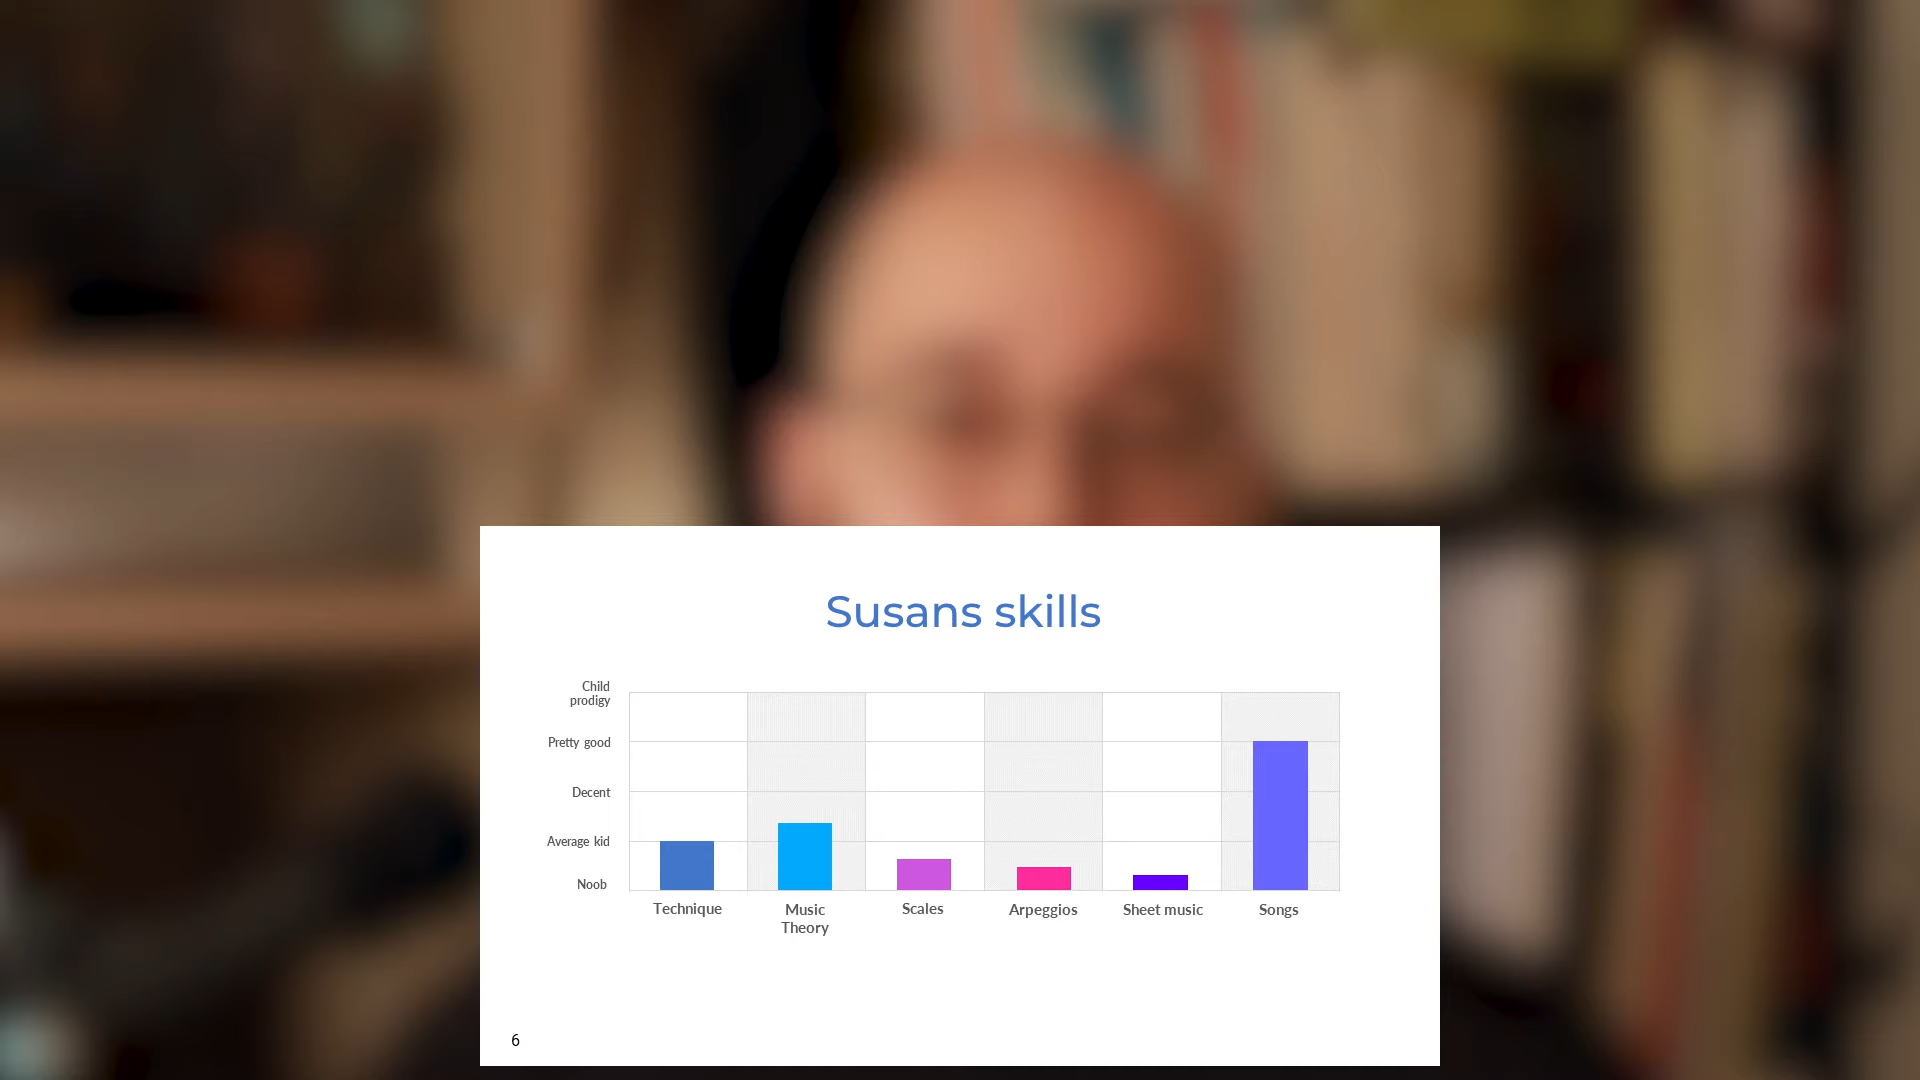 Susans skills
Child
prodigy
Pretty good
Decent
Average kid
Noob
Technique
Music
Theory
Scales
Arpeggios
Sheet music
Songs
6